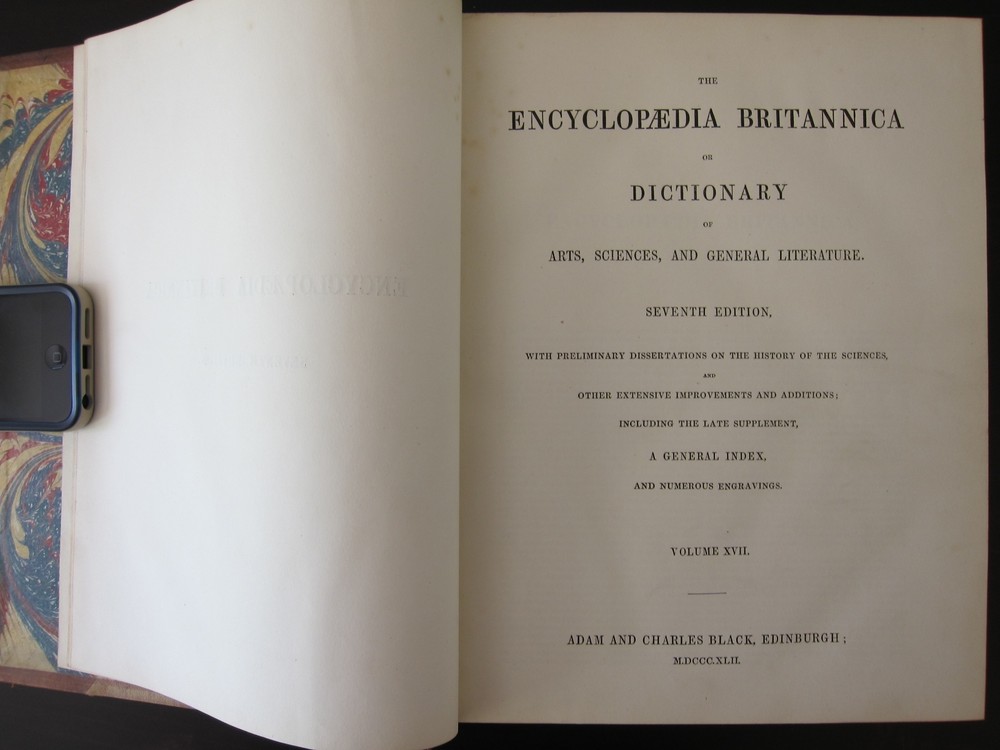 THE
ENCYCLOPÆDIA BRITANNICA
OR
DICTIONARY
OF
ARTS, SCIENCES, AND GENERAL LITERATURE.
SEVENTH EDITION,
WITH PRELIMINARY DISSERTATIONS ON THE HISTORY OF THE SCIENCES,
AND
OTHER EXTENSIVE IMPROVEMENTS AND ADDITIONS;
INCLUDING THE LATE SUPPLEMENT,
A GENERAL INDEX,
AND NUMEROUS ENGRAVINGS.
VOLUME XVII.
ADAM AND CHARLES BLACK, EDINBURGH;
M.DCCC.XLII.